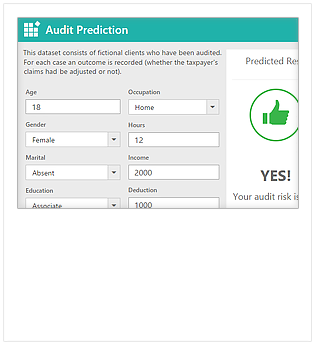 Audit Prediction
This dataset consists of fictional clients who have been audited.
For each case an outcome is recorded (whether the taxpayer's
claims had be adjusted or not).
Age
Occupation
18
Home
Gender
Hours
Female
12
Marital
Income
Absent
2000
Education
Deduction
Associate
1000
Predicted Res
YES!
Your audit risk is